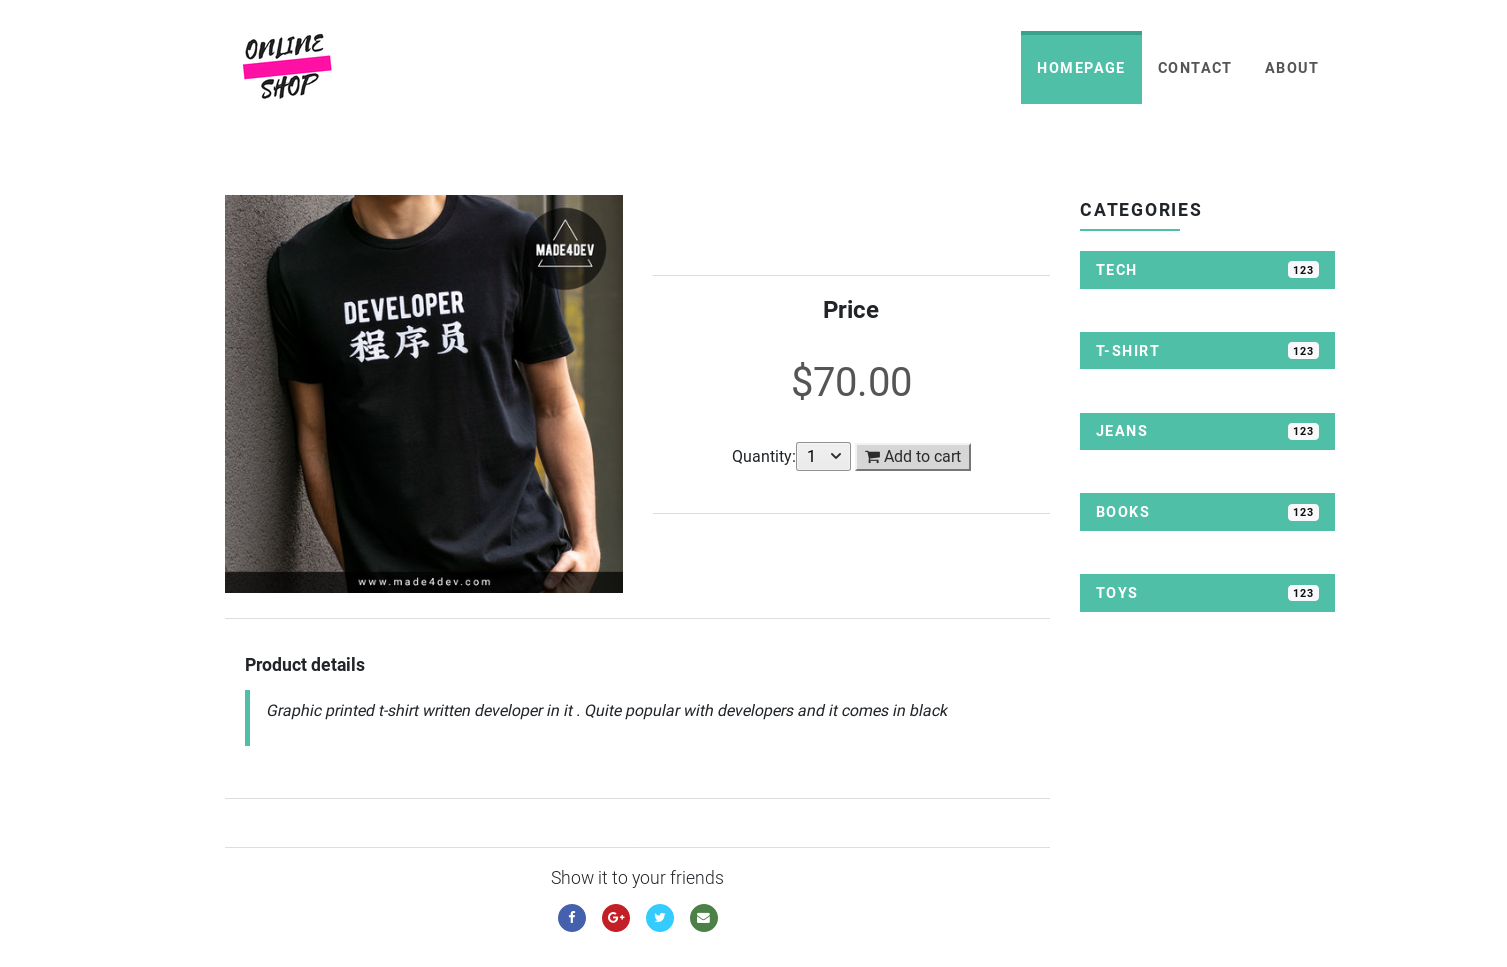 ONLINE
SHOP
HOMEPAGE
CONTACT
ABOUT
MADE4DEV
DEVELOPER
程序员
www.made4dev.com
Price
$70.00
Quantity: 1 Add to cart
CATEGORIES
TECH 123
T-SHIRT 123
JEANS 123
BOOKS 123
TOYS 123
Product details
Graphic printed t-shirt written developer in it . Quite popular with developers and it comes in black
Show it to your friends